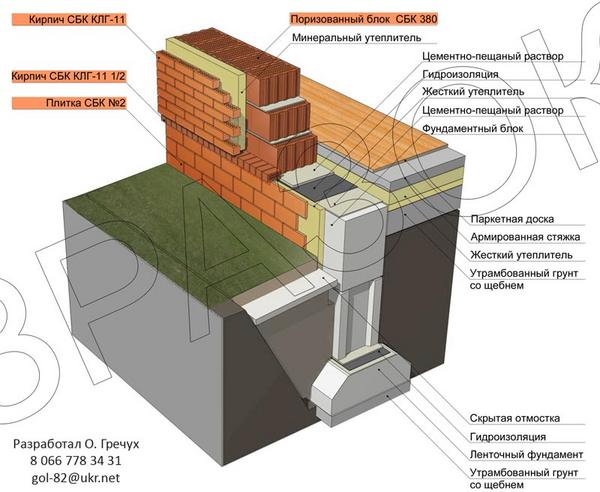 Кирпич СБК КЛГ-11
Поризованный блок СБК 380
Минеральный утеплитель
Кирпич СБК КЛГ-11 1/2
Плитка СБК №2
Цементно-пещаный раствор
Гидроизоляция
Жесткий утеплитель
Цементно-пещаный раствор
Фундаментный блок
Паркетная доска
Армированная стяжка
Жесткий утеплитель
Утрамбованный грунт
со щебнем
Скрытая отмостка
Гидроизоляция
Ленточный фундамент
Утрамбованный грунт
со щебнем
Разработал О. Гречух
8 066 778 34 31
gol-82@ukr.net